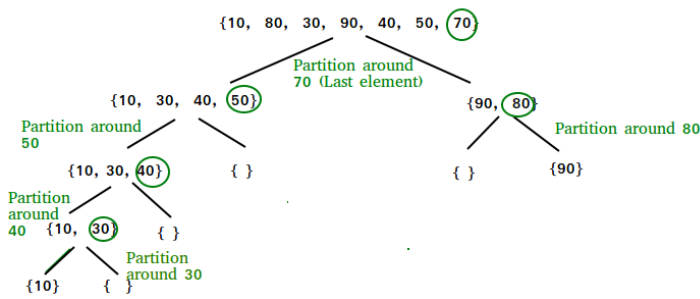 {10, 80, 30, 90, 40, 50, 70}
Partition around
70 (Last element)
{10, 30, 40, 50}
{90, 80}
Partition around
50
Partition around 80
{10, 30, 40}
{ }
{ }
{90}
Partition
around
40
{10, 30}
{ }
Partition
around 30
{10}
{ }